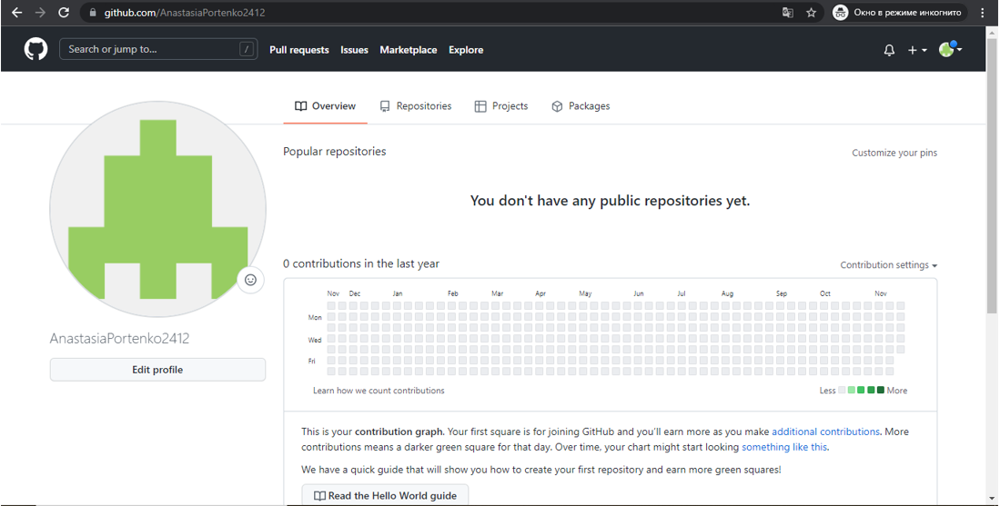 github.com/AnastasiaPortenko2412
Окно в режиме инкогнито
Search or jump to...
/
Pull requests
Issues
Marketplace
Explore
Overview
Repositories
Projects
Packages
Popular repositories
Customize your pins
You don't have any public repositories yet.
0 contributions in the last year
Contribution settings
Nov Dec Jan Feb Mar Apr May Jun Jul Aug Sep Oct Nov
Mon
Wed
Fri
Learn how we count contributions
Less
More
AnastasiaPortenko2412
Edit profile
This is your contribution graph. Your first square is for joining GitHub and you'll earn more as you make additional contributions. More
contributions means a darker green square for that day. Over time, your chart might start looking something like this.
We have a quick guide that will show you how to create your first repository and earn more green squares!
Read the Hello World guide